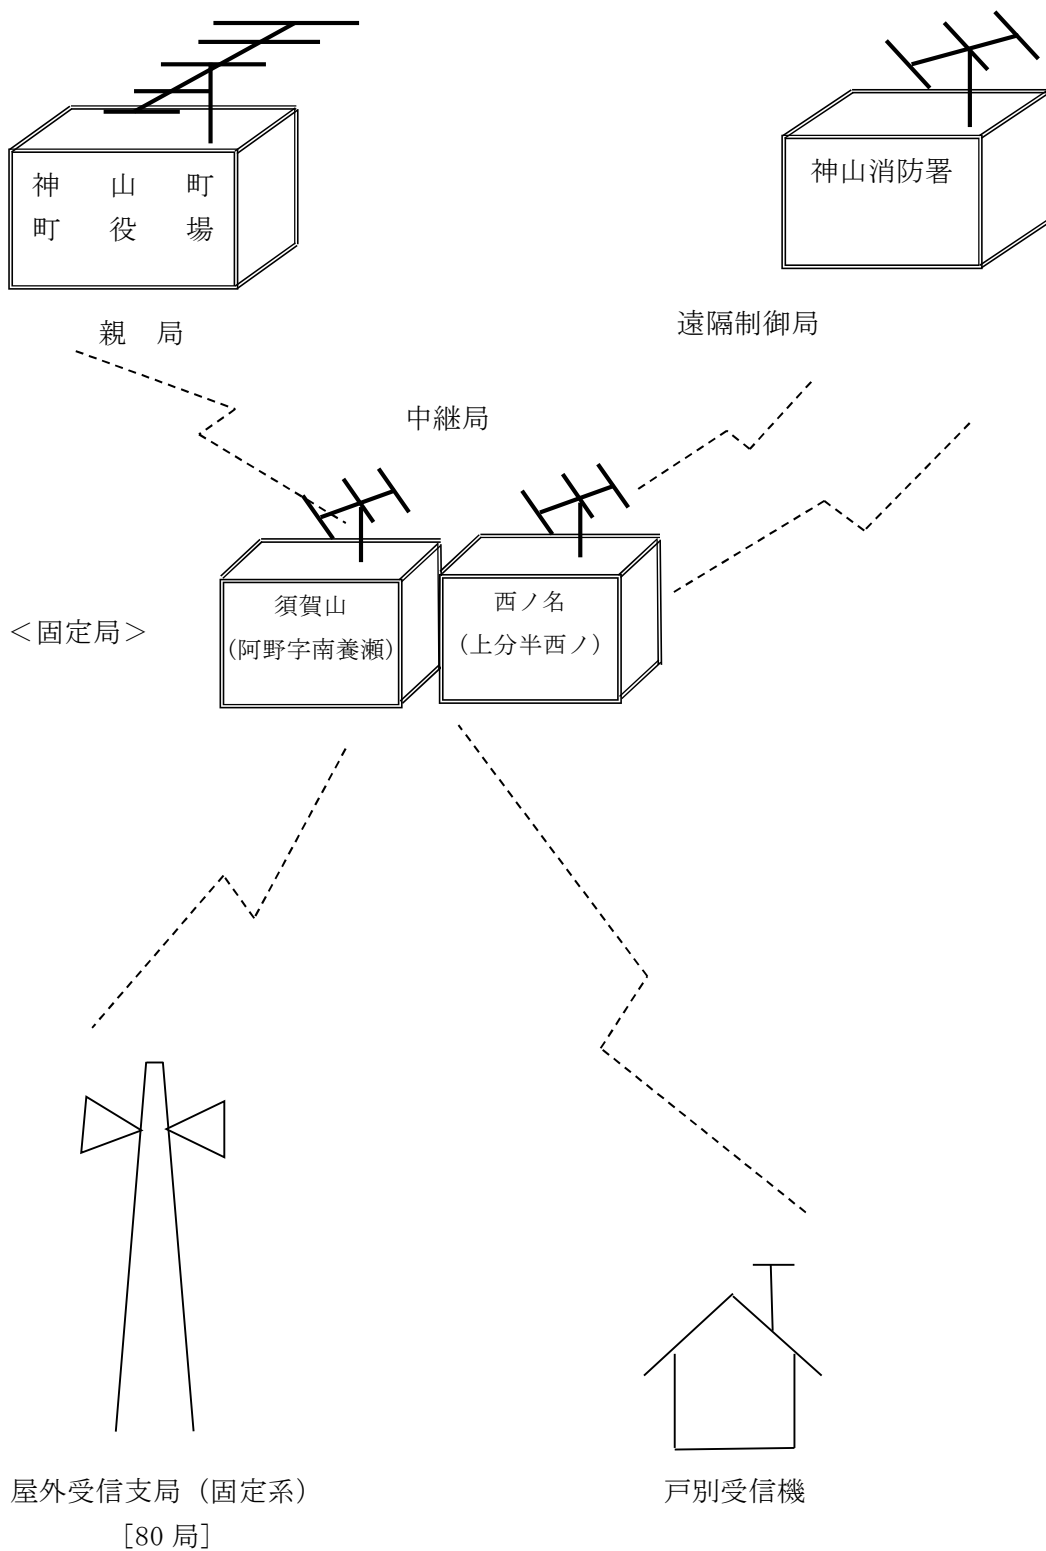 神山町
町役場
神山消防署
親　局
遠隔制御局
中継局
須賀山
(阿野字南養瀬)
西ノ名
(上分半西ノ)
＜固定局＞
屋外受信支局（固定系）
［80 局］
戸別受信機